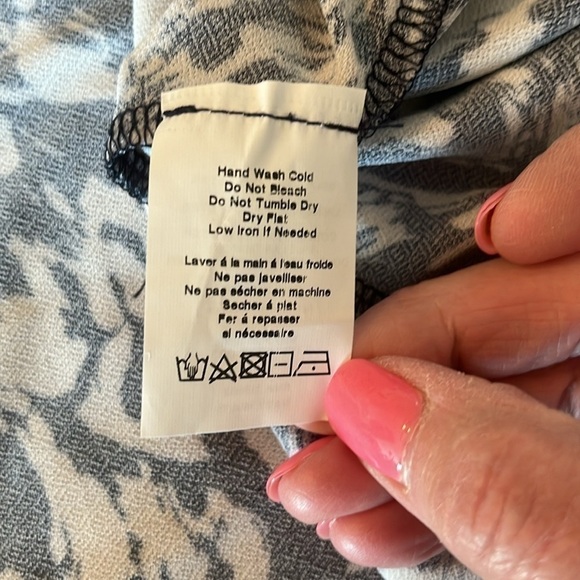 Hand Wash Cold
Do Not Bleach
Do Not Tumble Dry
Dry Flat
Low Iron If Needed
Laver á la main á l'eau froide
Ne pas javelliser
Ne pas sécher en machine
Secher á plat
Fer á repasser
si nécessaire